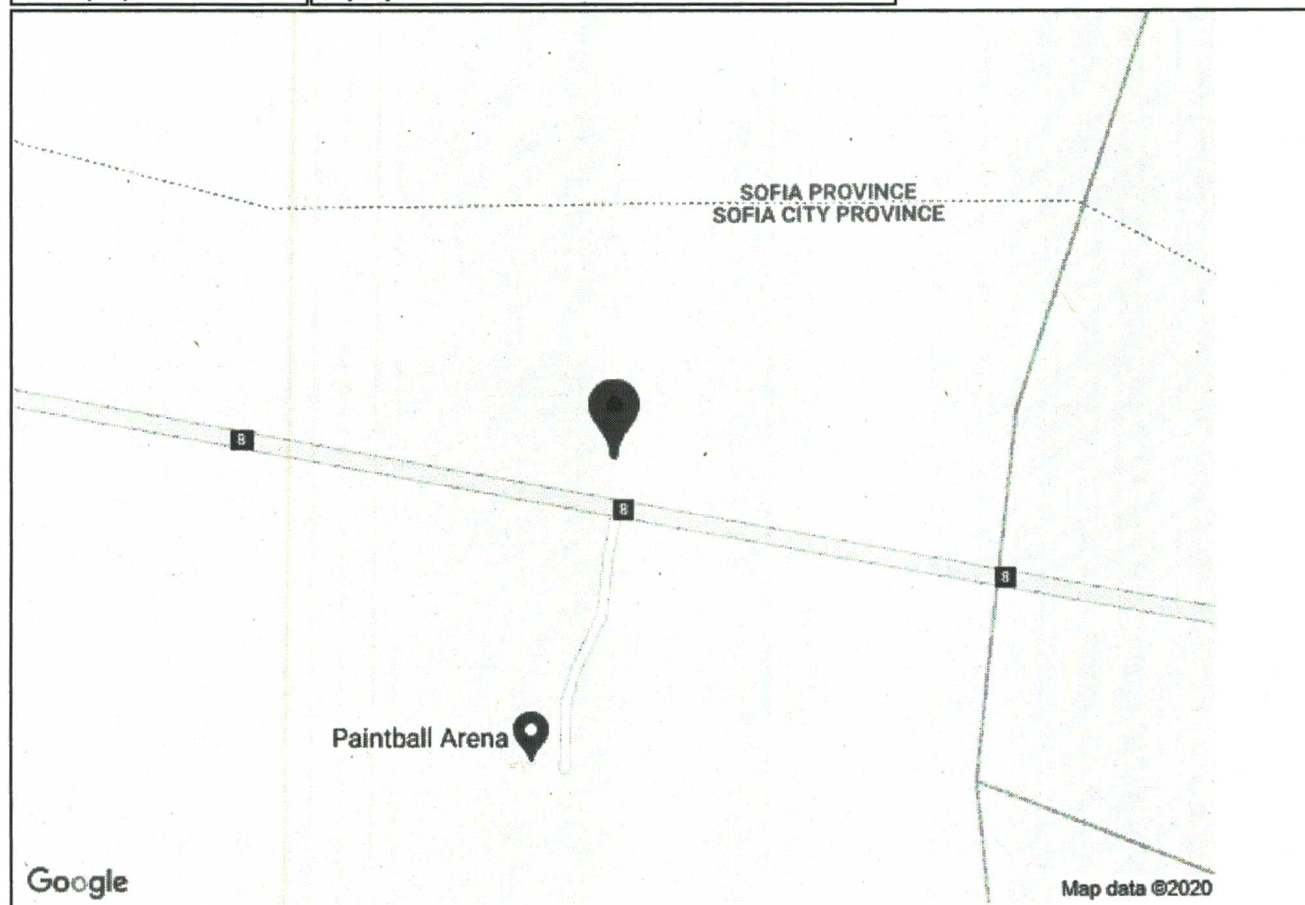 SOFIA PROVINCE
SOFIA CITY PROVINCE
8
8
8
Paintball Arena
Google
Map data ©2020